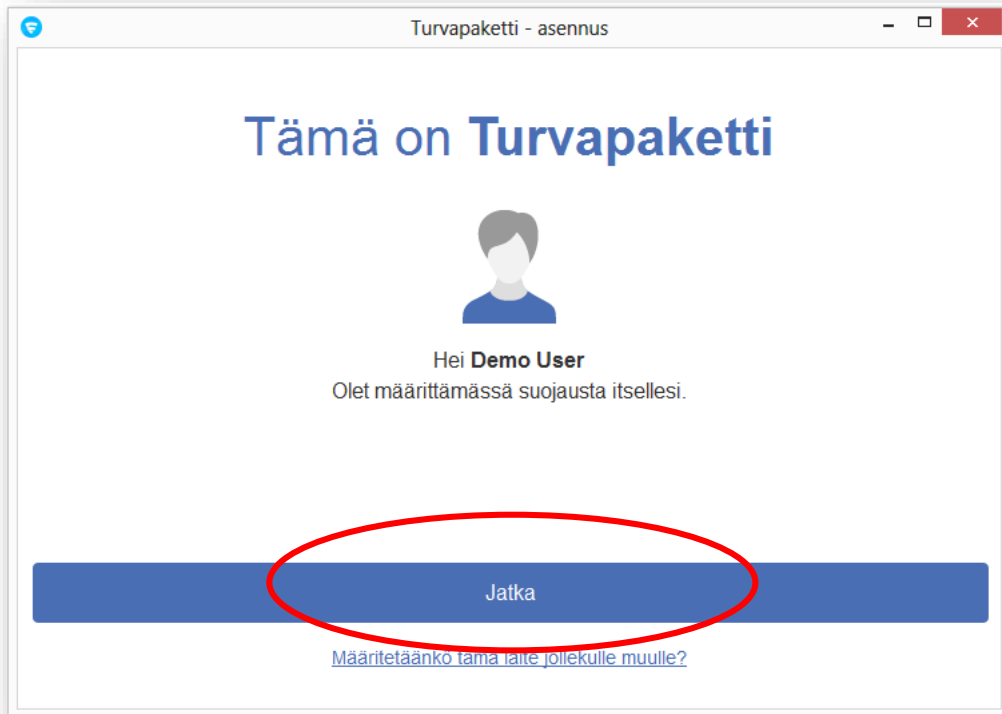 Turvapaketti - asennus
Tämä on Turvapaketti
Hei Demo User
Olet määrittämässä suojausta itsellesi.
Jatka
Määritetäänkö tämä laite jollekulle muulle?